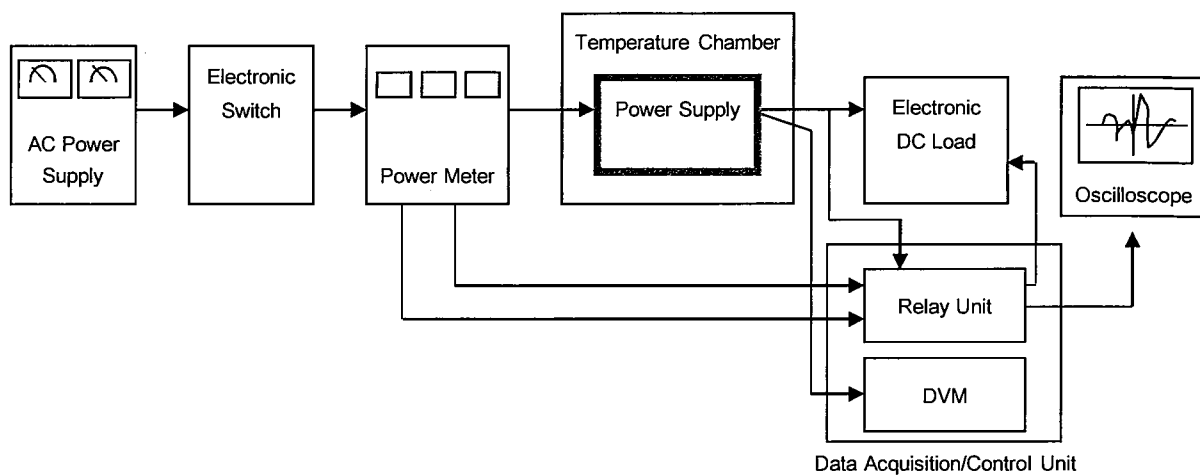 Temperature Chamber
Electronic
Switch
Power Supply
Electronic
DC Load
AC Power
Supply
Power Meter
Oscilloscope
Relay Unit
DVM
Data Acquisition/Control Unit